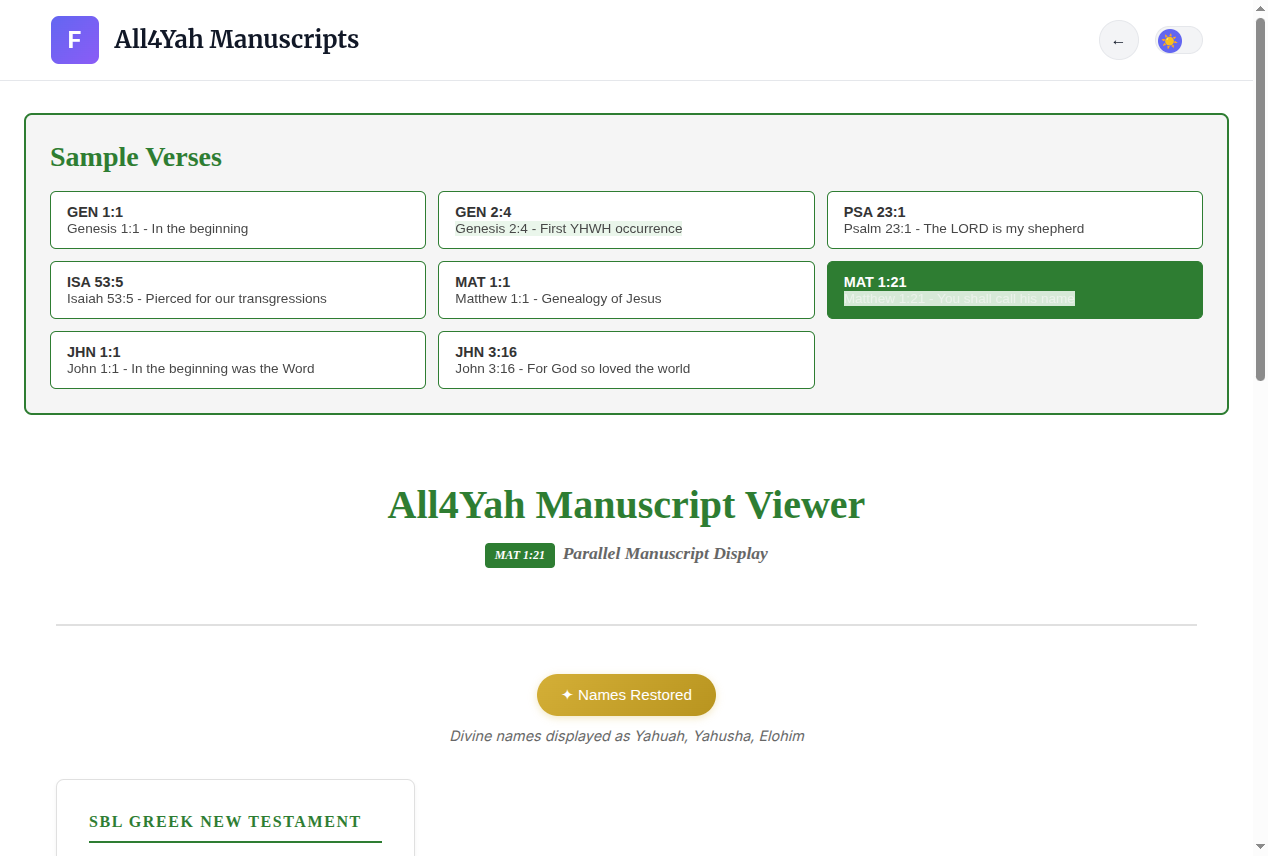 F All4Yah Manuscripts ←
Sample Verses
GEN 1:1
Genesis 1:1 - In the beginning
GEN 2:4
Genesis 2:4 - First YHWH occurrence
PSA 23:1
Psalm 23:1 - The LORD is my shepherd
ISA 53:5
Isaiah 53:5 - Pierced for our transgressions
MAT 1:1
Matthew 1:1 - Genealogy of Jesus
MAT 1:21
Matthew 1:21 - You shall call his name
JHN 1:1
John 1:1 - In the beginning was the Word
JHN 3:16
John 3:16 - For God so loved the world
All4Yah Manuscript Viewer
MAT 1:21 Parallel Manuscript Display
✦ Names Restored
Divine names displayed as Yahuah, Yahusha, Elohim
SBL GREEK NEW TESTAMENT